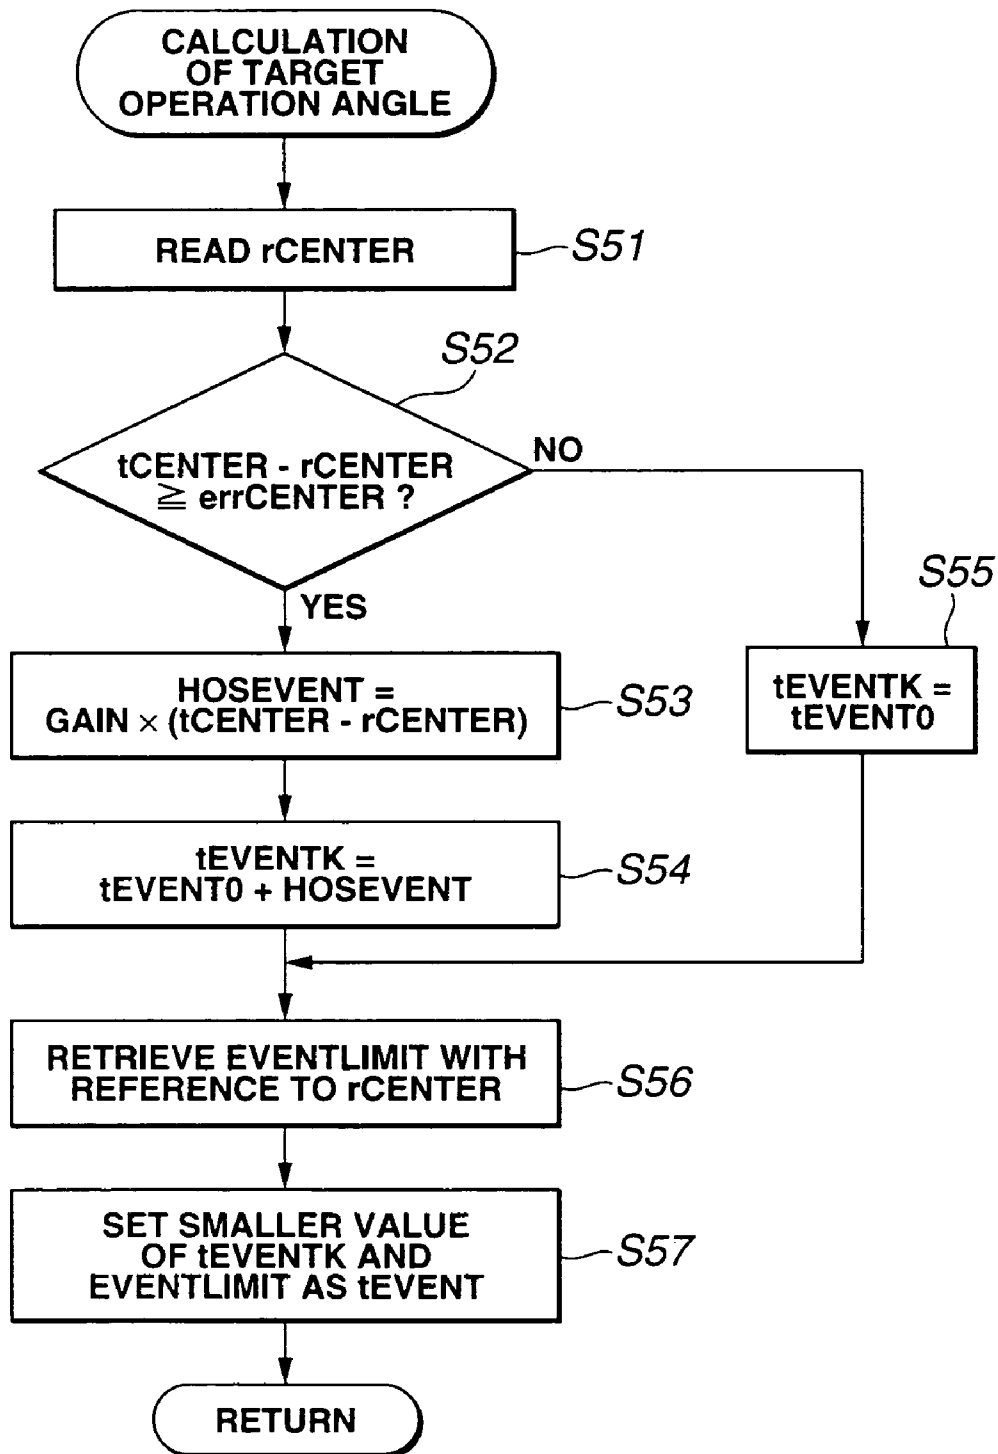 CALCULATION
OF TARGET
OPERATION ANGLE
READ rCENTER
S51
S52
tCENTER - rCENTER
≧ errCENTER ?
NO
YES
S55
HOSEVENT =
GAIN × (tCENTER - rCENTER)
S53
tEVENTK =
tEVENT0
tEVENTK =
tEVENT0 + HOSEVENT
S54
RETRIEVE EVENTLIMIT WITH
REFERENCE TO rCENTER
S56
SET SMALLER VALUE
OF tEVENTK AND
EVENTLIMIT AS tEVENT
S57
RETURN